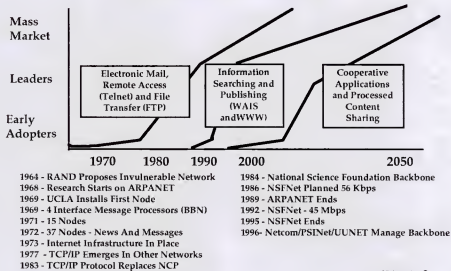 Mass
Market
Leaders
Early
Adopters
Electronic Mail,
Remote Access
(Telnet) and File
Transfer (FTP)
Information
Searching and
Publishing
(WAIS
andWWW)
Cooperative
Applications
and Processed
Content
Sharing
1970 1980 1990 2000 2050
1964 - RAND Proposes Invulnerable Network
1968 - Research Starts on ARPANET
1969 - UCLA Installs First Node
1969 - 4 Interface Message Processors (BBN)
1971 - 15 Nodes
1972 - 37 Nodes - News And Messages
1973 - Internet Infrastructure In Place
1977 - TCP/IP Emerges In Other Networks
1983 - TCP/IP Protocol Replaces NCP
1984 - National Science Foundation Backbone
1986 - NSFNet Planned 56 Kbps
1989 - ARPANET Ends
1992 - NSFNet - 45 Mbps
1995 - NSFNet Ends
1996- Netcom/PSINet/UUNET Manage Backbone